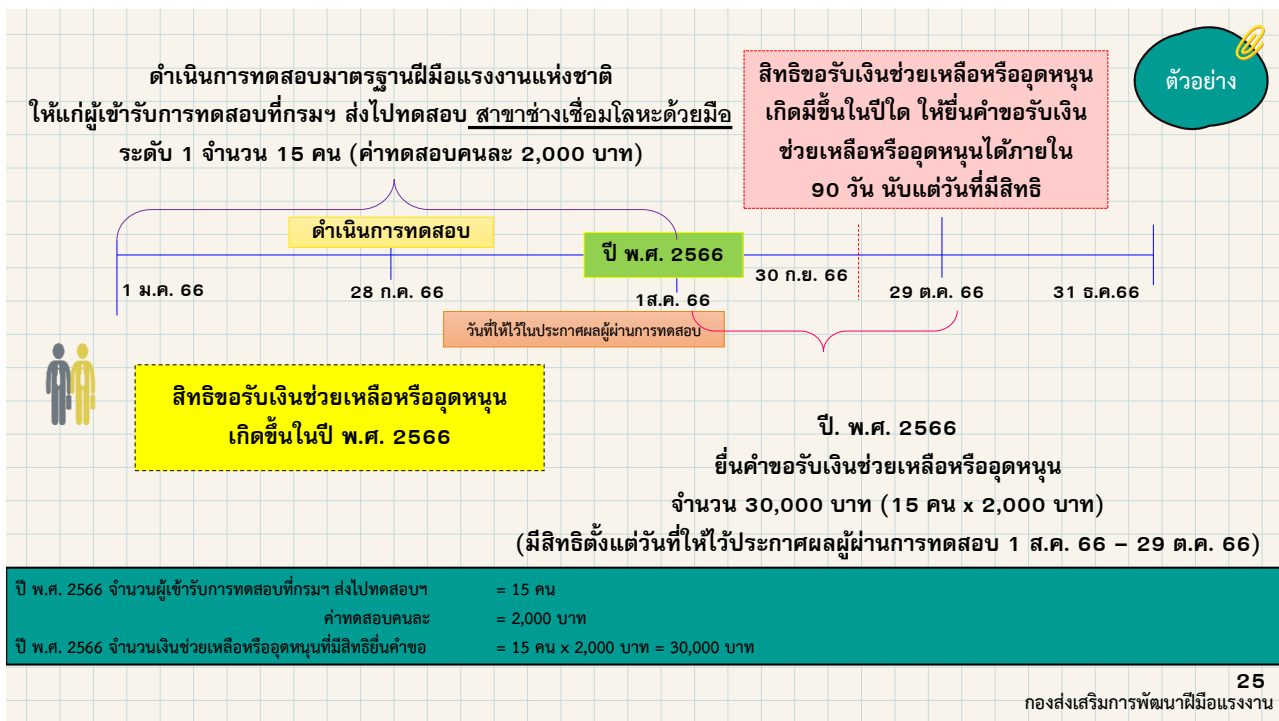 ตัวอย่าง
ดำเนินการทดสอบมาตรฐานฝีมือแรงงานแห่งชาติ
ให้แก่ผู้เข้ารับการทดสอบที่กรมฯ ส่งไปทดสอบ สาขาช่างเชื่อมโลหะด้วยมือ
ระดับ 1 จำนวน 15 คน (ค่าทดสอบคนละ 2,000 บาท)
สิทธิขอรับเงินช่วยเหลือหรืออุดหนุน
เกิดมีขึ้นในปีใด ให้ยื่นคำขอรับเงิน
ช่วยเหลือหรืออุดหนุนได้ภายใน
90 วัน นับแต่วันที่มีสิทธิ
ดำเนินการทดสอบ
ปี พ.ศ. 2566
1 ม.ค. 66
28 ก.ค. 66
1ส.ค. 66
30 ก.ย. 66
29 ต.ค. 66
31 ธ.ค.66
วันที่ให้ไว้ในประกาศผลผู้ผ่านการทดสอบ
สิทธิขอรับเงินช่วยเหลือหรืออุดหนุน
เกิดขึ้นในปี พ.ศ. 2566
ปี. พ.ศ. 2566
ยื่นคำขอรับเงินช่วยเหลือหรืออุดหนุน
จำนวน 30,000 บาท (15 คน x 2,000 บาท)
(มีสิทธิตั้งแต่วันที่ให้ไว้ประกาศผลผู้ผ่านการทดสอบ 1 ส.ค. 66 – 29 ต.ค. 66)
ปี พ.ศ. 2566 จำนวนผู้เข้ารับการทดสอบที่กรมฯ ส่งไปทดสอบฯ = 15 คน
ค่าทดสอบคนละ = 2,000 บาท
ปี พ.ศ. 2566 จำนวนเงินช่วยเหลือหรืออุดหนุนที่มีสิทธิยื่นคำขอ = 15 คน x 2,000 บาท = 30,000 บาท
25
กองส่งเสริมการพัฒนาฝีมือแรงงาน